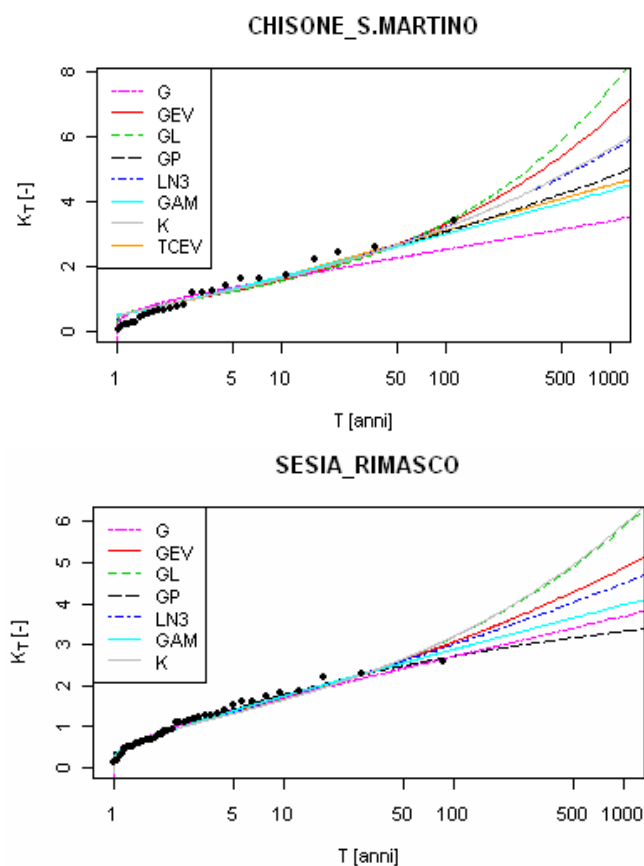 CHISONE_S.MARTINO
G
GEV
GL
GP
LN3
GAM
K
TCEV
8
6
4
2
0
K_T [-]
1 5 10 50 100 500 1000
T [anni]
SESIA_RIMASCO
G
GEV
GL
GP
LN3
GAM
K
6
5
4
3
2
1
0
K_T [-]
1 5 10 50 100 500 1000
T [anni]